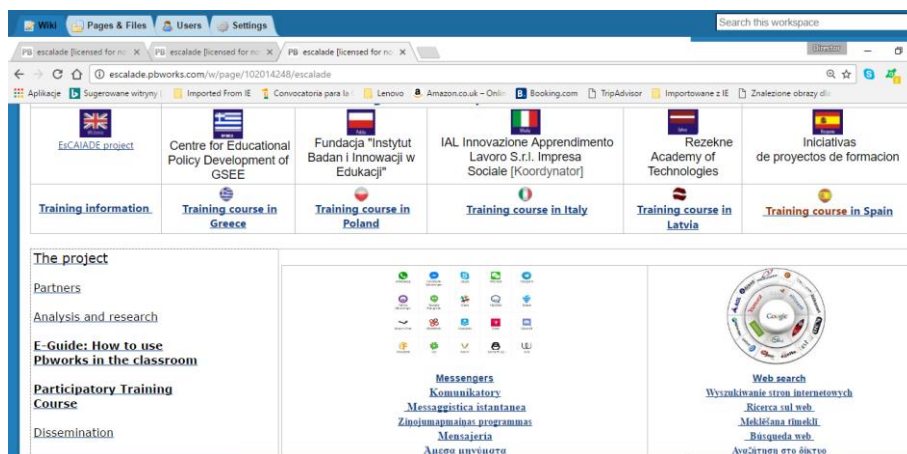 Wiki Pages & Files Users Settings
Search this workspace
PB escalade [licensed for no X PB escalade [licensed for no X PB escalade [licensed for no X
Director
escalade.pbworks.com/w/page/102014248/escalade
Aplikacje Sugerowane witryny Imported From IE Convocatoria para la Lenovo Amazon.co.uk – Onlin Booking.com TripAdvisor Importowane z IE Znalezione obrazy dla
EsCAlADE project
Centre for Educational
Policy Development of
GSEE
Fundacja "Instytut
Badan i Innowacji w
Edukacji"
IAL Innovazione Apprendimento
Lavoro S.r.l. Impresa
Sociale [Koordynator]
Rezekne
Academy of
Technologies
Iniciativas
de proyectos de formacion
Training information
Training course in
Greece
Training course in
Poland
Training course in Italy
Training course in
Latvia
Training course in Spain
The project
Partners
Analysis and research
E-Guide: How to use
Pbworks in the classroom
Participatory Training
Course
Dissemination
Messengers
Komunikatory
Messaggistica istantanea
Ziņojumapmaiņas programmas
Mensajería
Άμεσα μηνύματα
Google
Web search
Wyszukiwanie stron internetowych
Ricerca sul web
Meklēšana tīmeklī
Búsqueda web
Αναζήτηση στο δίκτυο